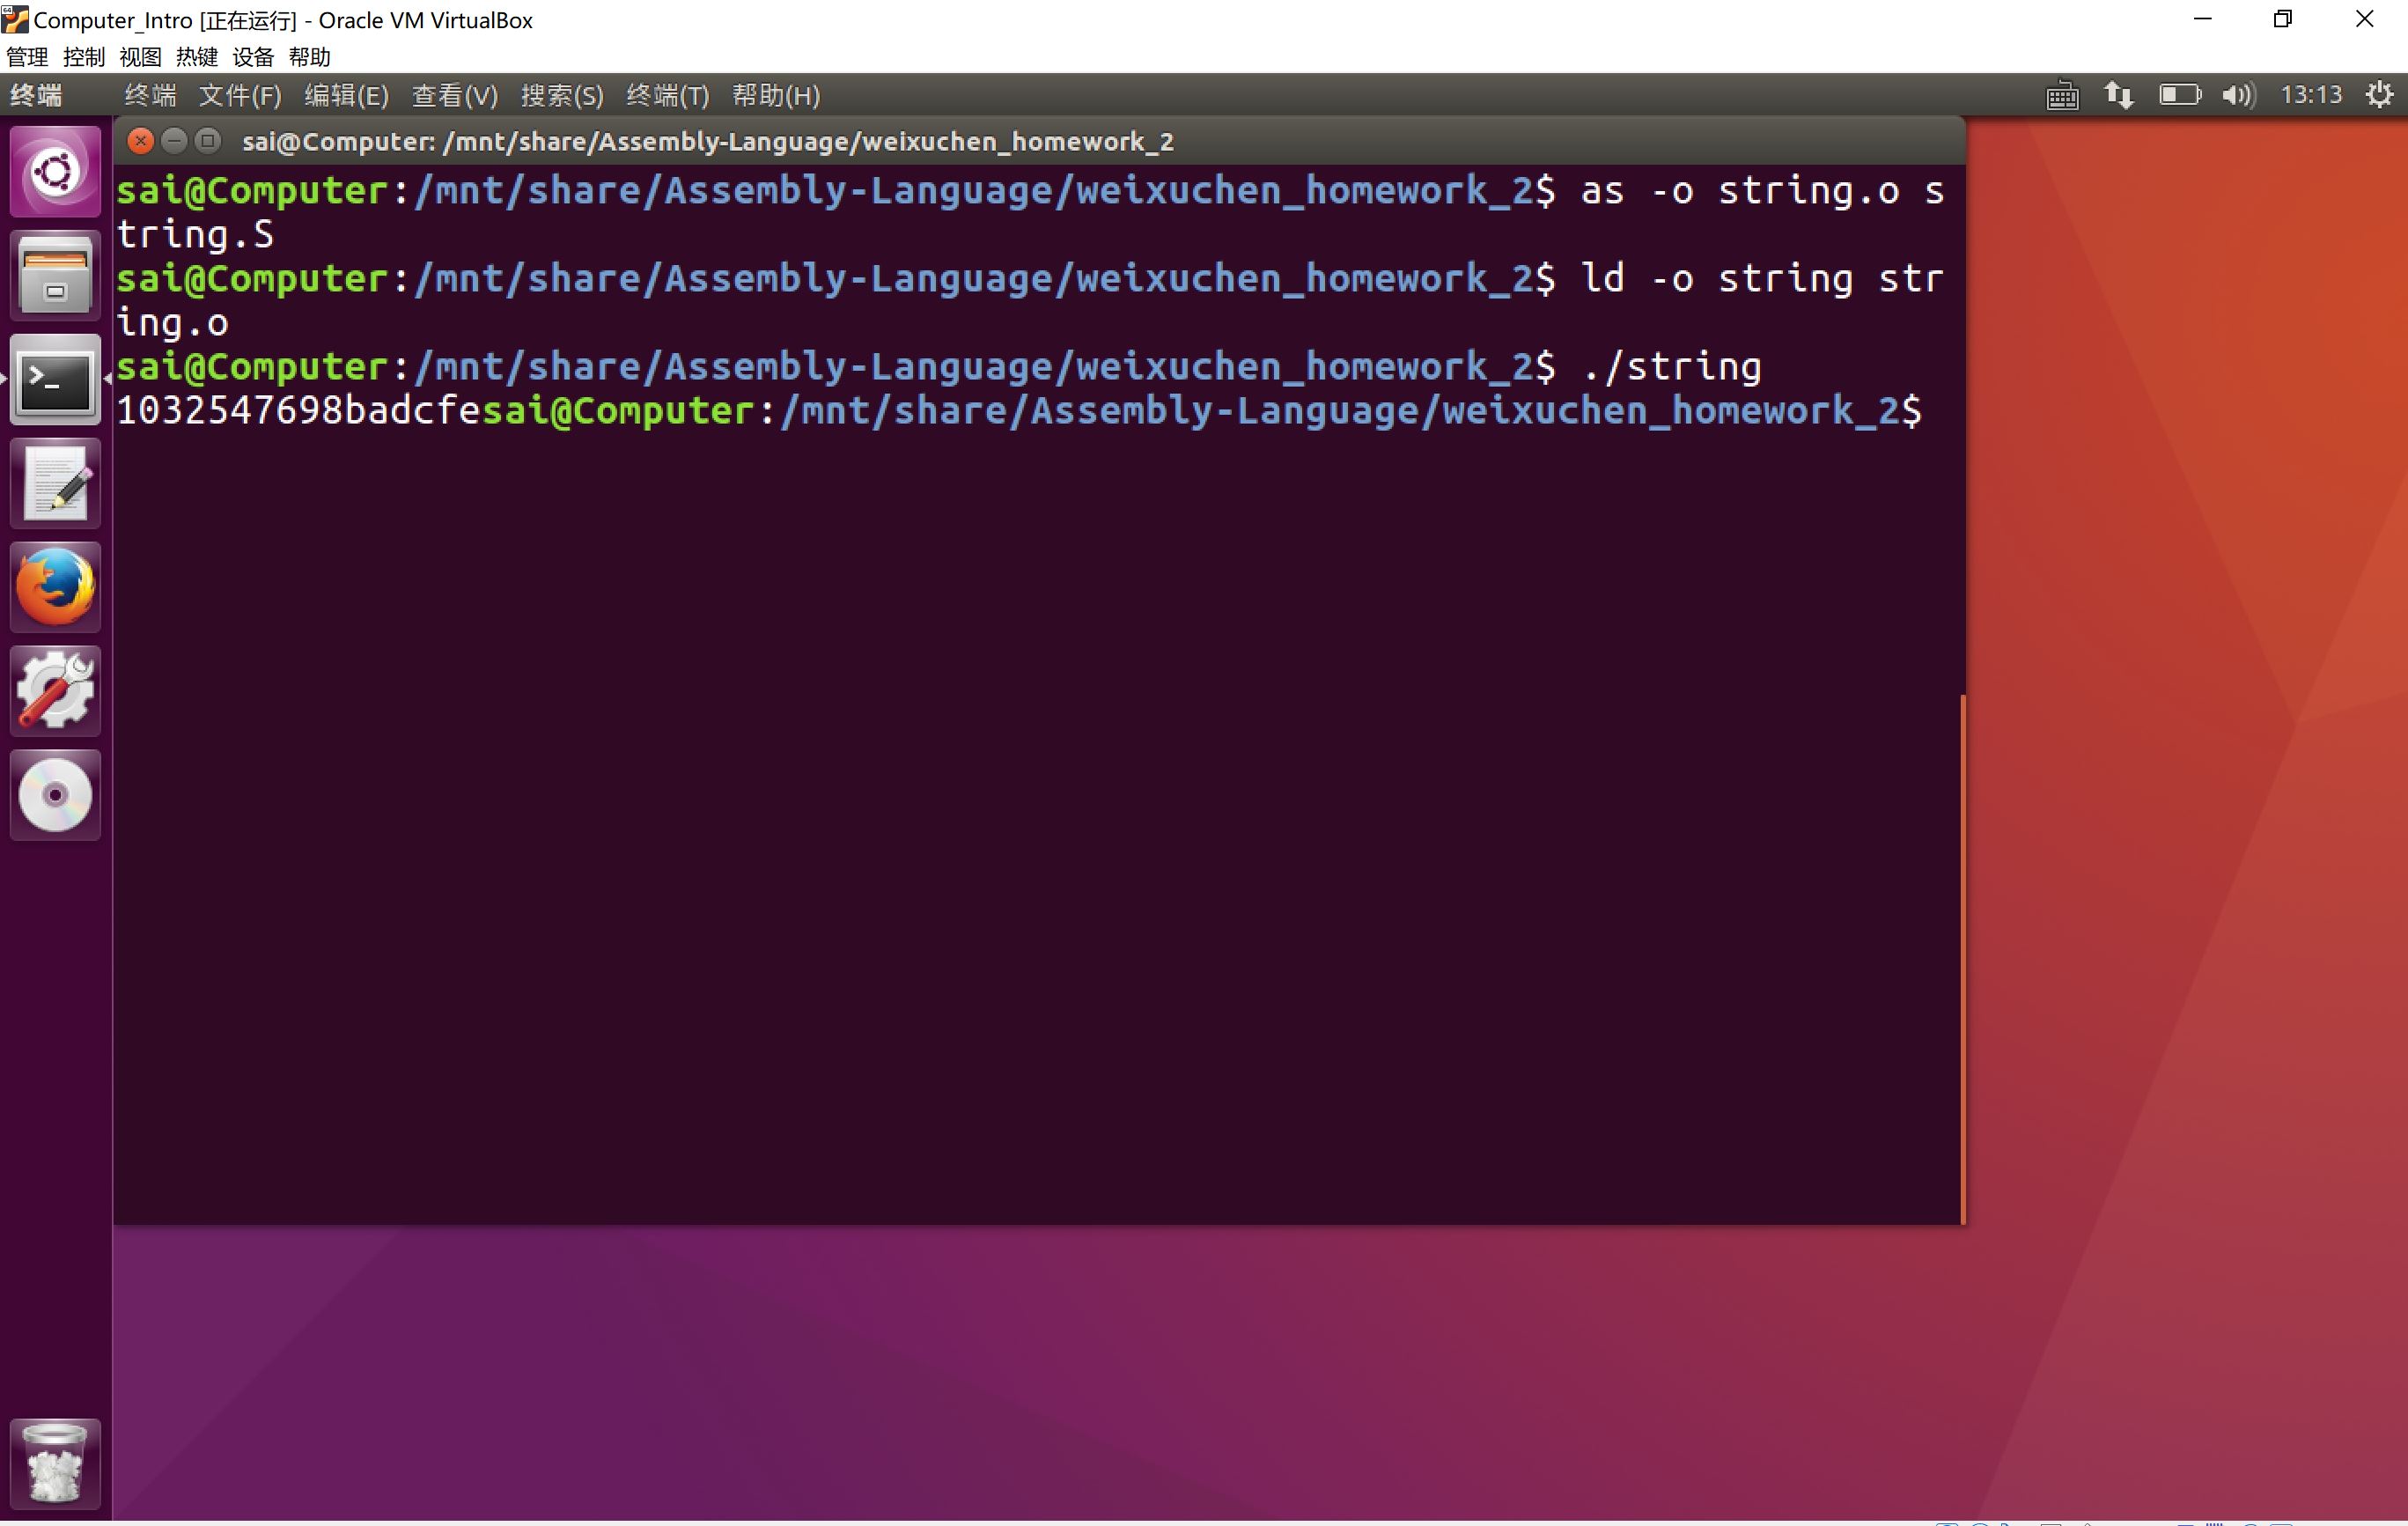 Computer_Intro [正在运行] - Oracle VM VirtualBox
管理 控制 视图 热键 设备 帮助
终端 终端 文件(F) 编辑(E) 查看(V) 搜索(S) 终端(T) 帮助(H) 13:13
sai@Computer: /mnt/share/Assembly-Language/weixuchen_homework_2
sai@Computer:/mnt/share/Assembly-Language/weixuchen_homework_2$ as -o string.o s
tring.S
sai@Computer:/mnt/share/Assembly-Language/weixuchen_homework_2$ ld -o string str
ing.o
sai@Computer:/mnt/share/Assembly-Language/weixuchen_homework_2$ ./string
1032547698badcfesai@Computer:/mnt/share/Assembly-Language/weixuchen_homework_2$